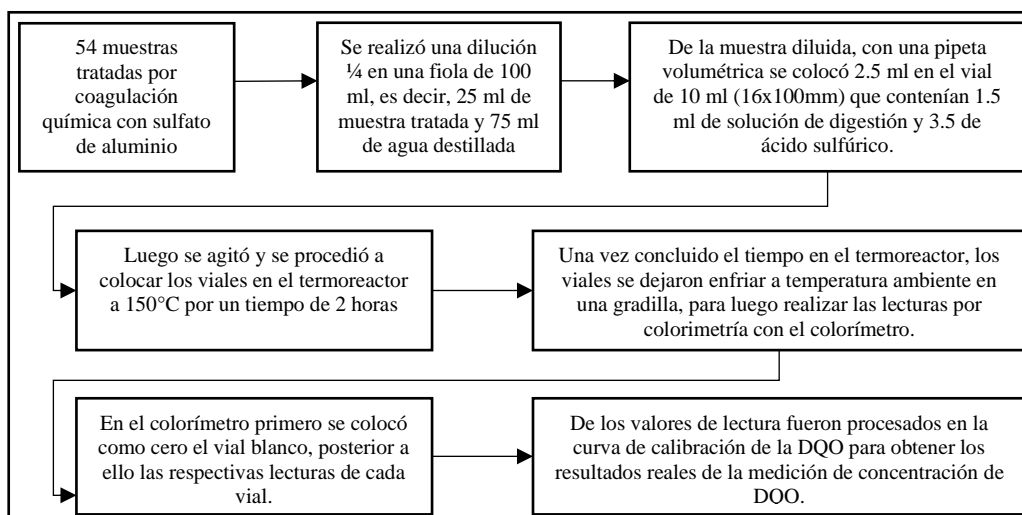 54 muestras
tratadas por
coagulación
química con sulfato
de aluminio
Se realizó una dilución
¼ en una fiola de 100
ml, es decir, 25 ml de
muestra tratada y 75 ml
de agua destillada
De la muestra diluida, con una pipeta
volumétrica se colocó 2.5 ml en el vial
de 10 ml (16x100mm) que contenían 1.5
ml de solución de digestión y 3.5 de
ácido sulfúrico.
Luego se agitó y se procedió a
colocar los viales en el termoreactor
a 150°C por un tiempo de 2 horas
Una vez concluido el tiempo en el termoreactor, los
viales se dejaron enfriar a temperatura ambiente en
una gradilla, para luego realizar las lecturas por
colorimetría con el colorímetro.
En el colorímetro primero se colocó
como cero el vial blanco, posterior a
ello las respectivas lecturas de cada
vial.
De los valores de lectura fueron procesados en la
curva de calibración de la DQO para obtener los
resultados reales de la medición de concentración de
DQO.